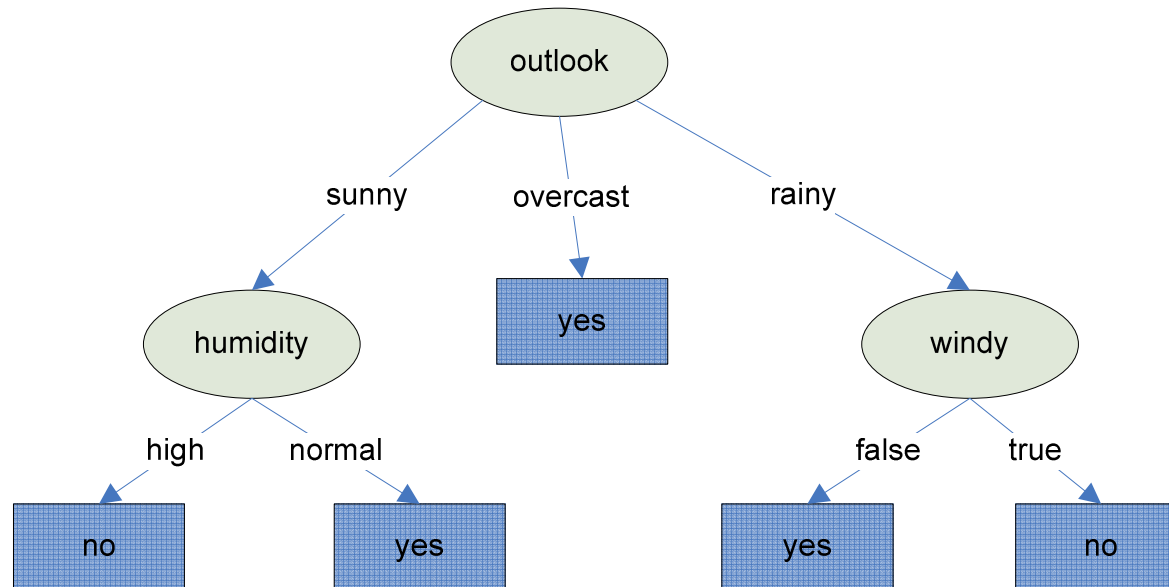 outlook
sunny
overcast
rainy
yes
humidity
windy
high
normal
false
true
no
yes
yes
no